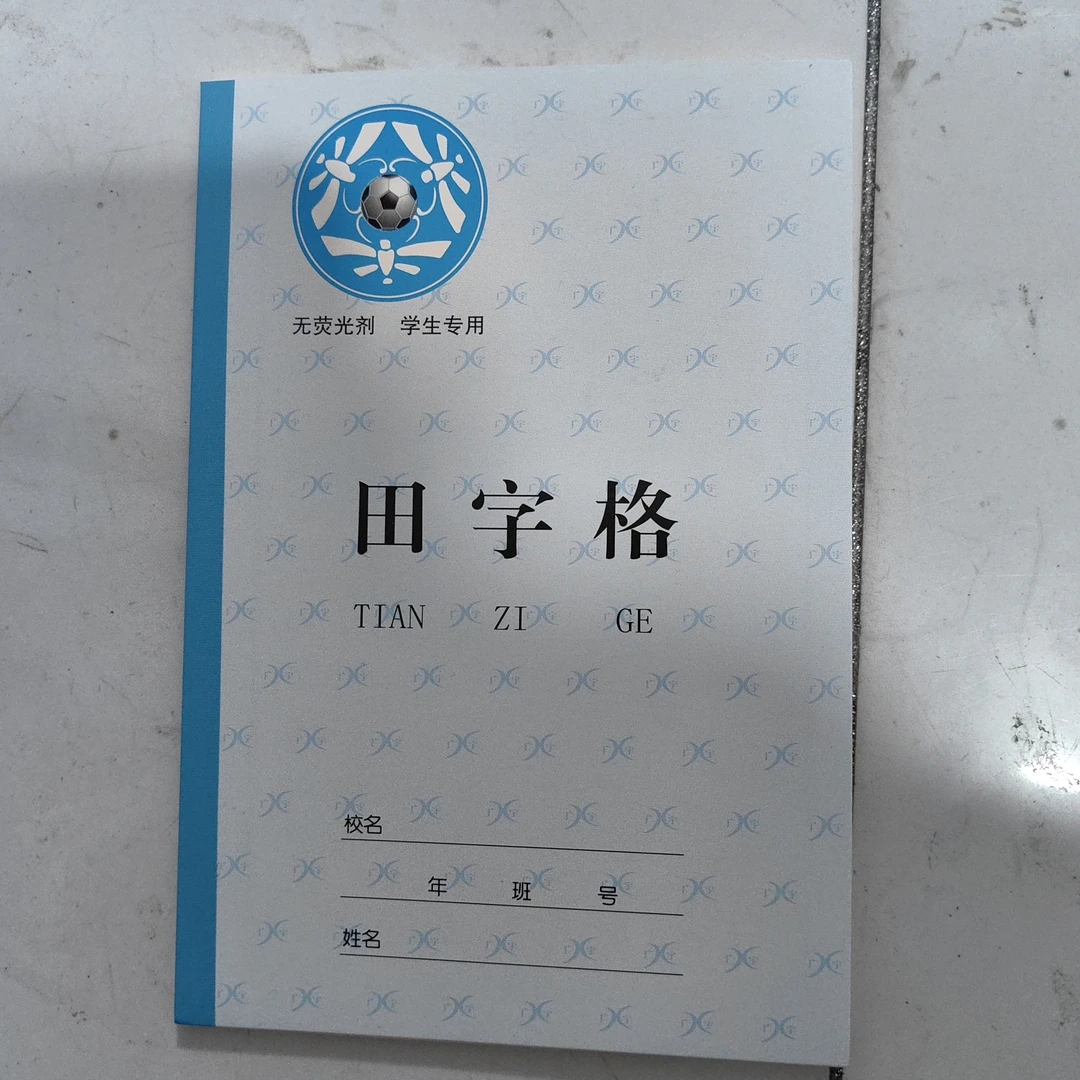 无荧光剂 学生专用
田字格
TIAN ZI GE
校名
年 班 号
姓名